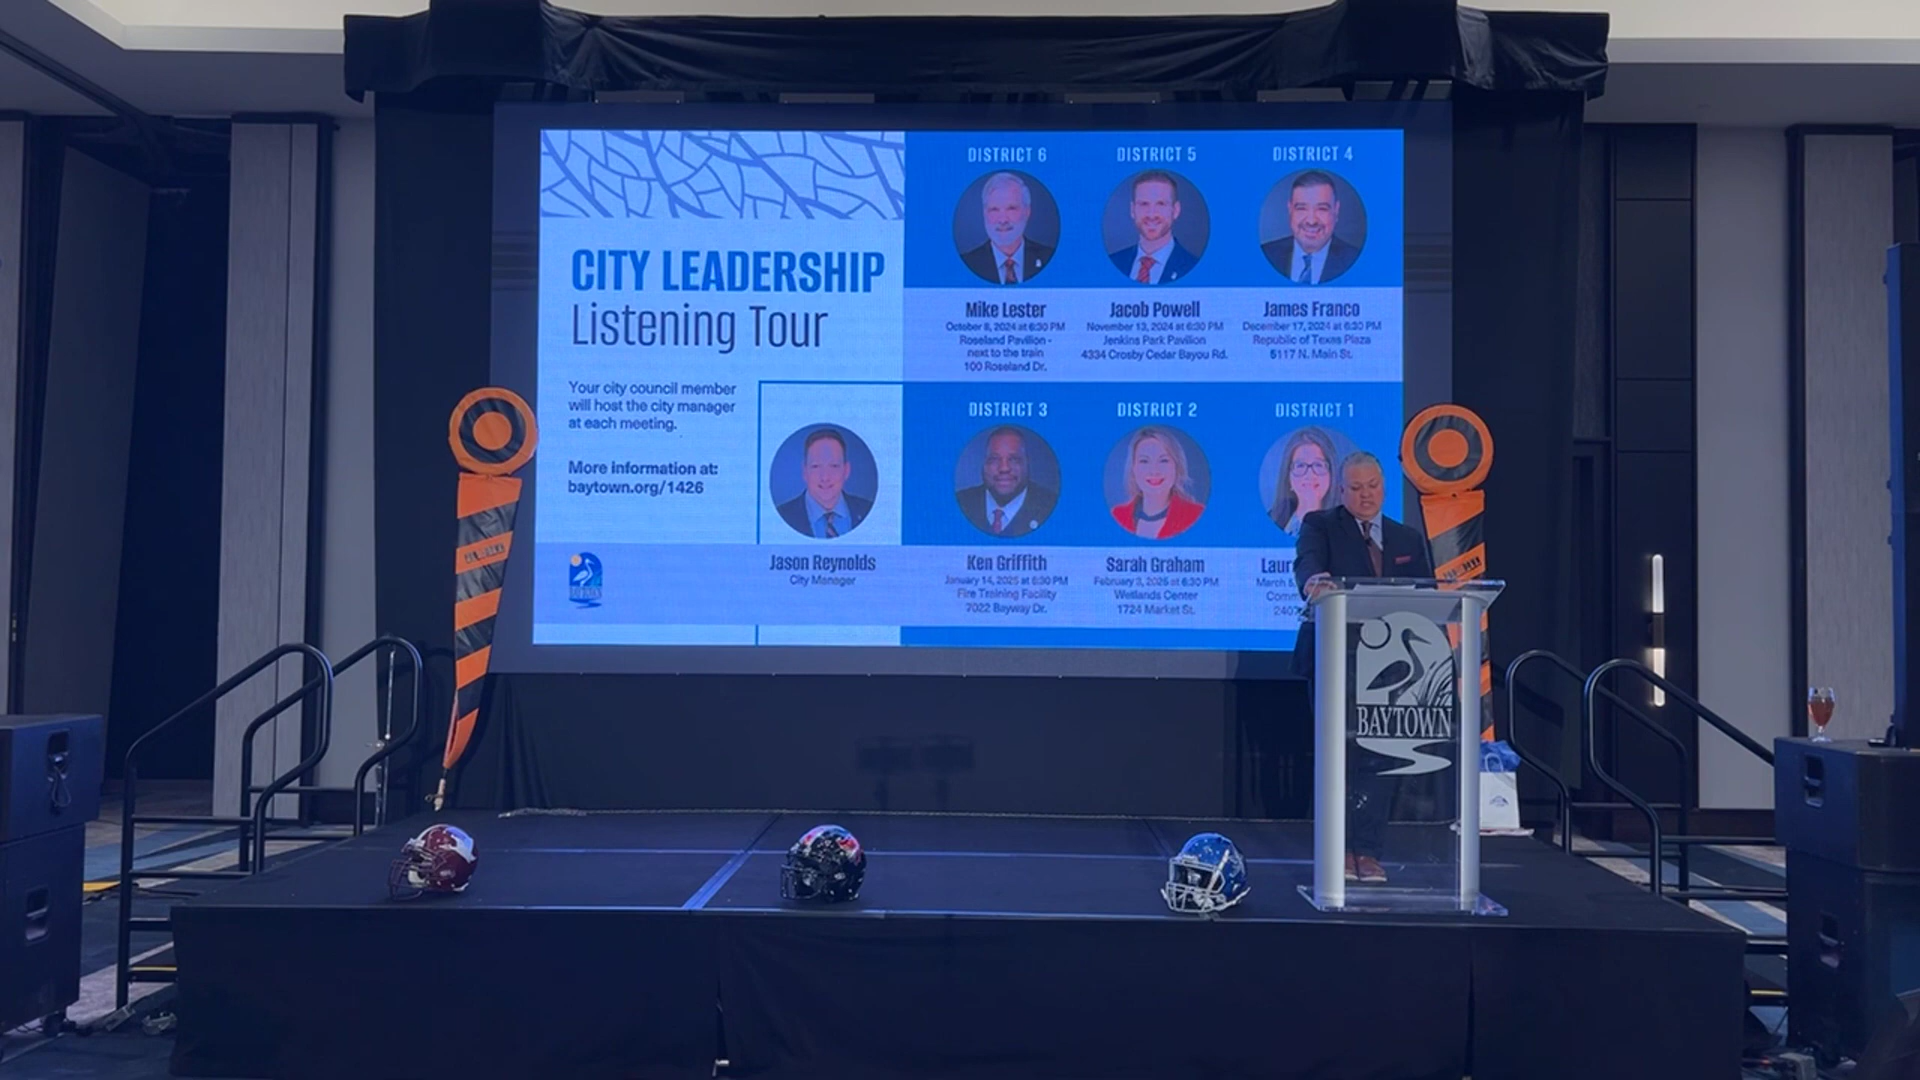 CITY LEADERSHIP
Listening Tour
Your city council member
will host the city manager
at each meeting.
More information at:
baytown.org/1426
Jason Reynolds
City Manager
DISTRICT 6
Mike Lester
October 8, 2024 at 6:30 PM
Roseland Pavilion -
next to the train
100 Roseland Dr.
DISTRICT 5
Jacob Powell
November 13, 2024 at 6:30 PM
Jenkins Park Pavilion
4334 Crosby Cedar Bayou Rd.
DISTRICT 4
James Franco
December 17, 2024 at 6:30 PM
Republic of Texas Plaza
5117 N. Main St.
DISTRICT 3
Ken Griffith
January 14, 2025 at 6:30 PM
Fire Training Facility
7022 Bayway Dr.
DISTRICT 2
Sarah Graham
February 3, 2025 at 6:30 PM
Wetlands Center
1724 Market St.
DISTRICT 1
Laur
March
Comm
240
BAYTOWN
BAYTOWN